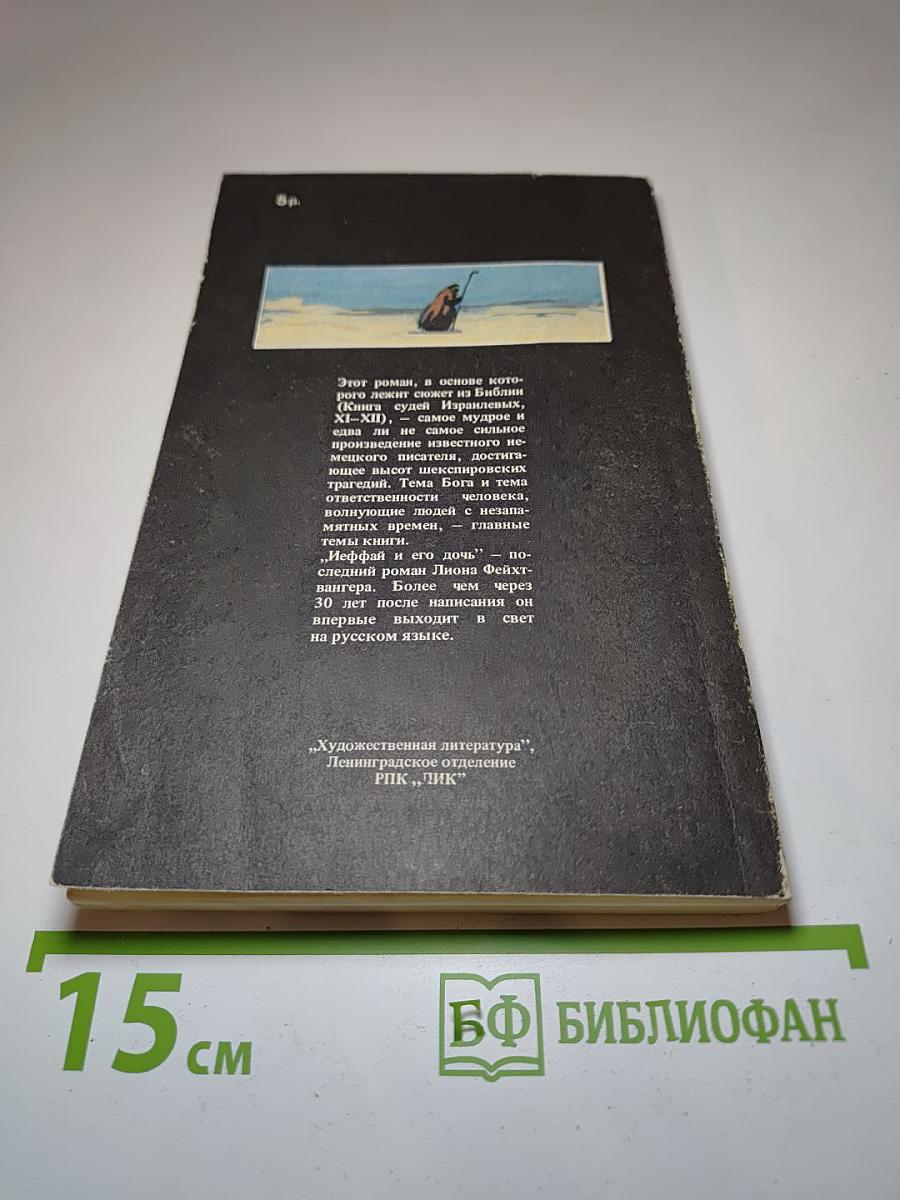 5р.
Этот роман, в основе кото-
рого лежит сюжет из Библии
(Книга судей Израилевых,
XI—XII), — самое мудрое и
едва ли не самое сильное
произведение известного не-
мецкого писателя, достига-
ющее высот шекспировских
трагедий. Тема Бога и тема
ответственности человека,
волнующие людей с незапа-
мятных времен, — главные
темы книги.
„Иеффай и его дочь” — по-
следний роман Лиона Фейхт-
вангера. Более чем через
30 лет после написания он
впервые выходит в свет
на русском языке.
„Художественная литература”,
Ленинградское отделение
РПК „ЛИК”
15 см
БФ БИБЛИОФАН